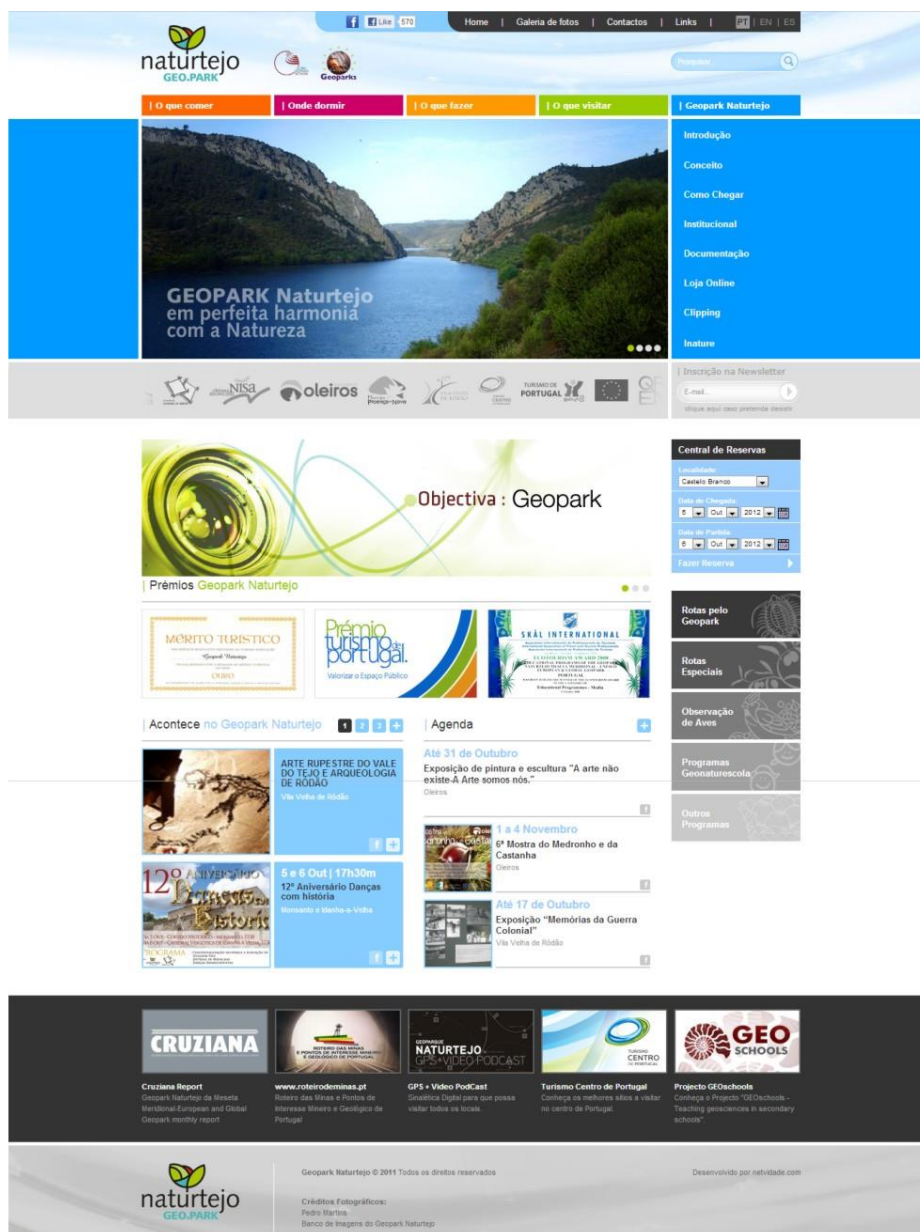 Like 570
Home | Galeria de fotos | Contactos | Links | PT | EN | ES
naturtejo
GEO.PARK
Geoparks
Pesquisar...
| O que comer
| Onde dormir
| O que fazer
| O que visitar
| Geopark Naturtejo
Introdução
Conceito
Como Chegar
Institucional
Documentação
Loja Online
Clipping
Inature
GEOPARK Naturtejo
em perfeita harmonia
com a Natureza
NISA
oleiros
TURISMO DE
PORTUGAL
| Inscrição na Newsletter
E-mail...
clique aqui caso pretenda desistir
Objectiva : Geopark
Central de Reservas
Localidade:
Castelo Branco
Data de Chegada:
6 Out 2012
Data de Partida:
6 Out 2012
Fazer Reserva
| Prémios Geopark Naturtejo
MÉRITO TURISTICO
Geopark Naturtejo
OURO
Prémio
turismo de
portugal.
Valorizar o Espaço Público
SKÅL INTERNATIONAL
PORTUGAL
Rotas pelo
Geopark
Rotas
Especiais
Observação
de Aves
Programas
Geonaturescola
Outros
Programas
| Acontece no Geopark Naturtejo 1 2 3 +
ARTE RUPESTRE DO VALE
DO TEJO E ARQUEOLOGIA
DE RÓDÃO
Vila Velha de Ródão
12º ANIVERSÁRIO
PROGRAMA
5 e 6 Out | 17h30m
12º Aniversário Danças
com história
Monsanto e Idanha-a-Velha
| Agenda +
Até 31 de Outubro
Exposição de pintura e escultura "A arte não
existe-A Arte somos nós."
Oleiros
1 a 4 Novembro
6ª Mostra do Medronho e da
Castanha
Oleiros
Até 17 de Outubro
Exposição "Memórias da Guerra
Colonial"
Vila Velha de Ródão
CRUZIANA
Cruziana Report
Geopark Naturtejo da Meseta
Meridional-European and Global
Geopark monthly report
ROTEIRO DAS MINAS
E PONTOS DE INTERESSE MINEIRO
E GEOLÓGICO DE PORTUGAL
www.roteirodeminas.pt
Roteiro das Minas e Pontos de
Interesse Mineiro e Geológico de
Portugal
GEOPARQUE
NATURTEJO
GPS+VIDEO PODCAST
GPS + Video PodCast
Sinalética Digital para que possa
visitar todos os locais.
TURISMO
CENTRO
Turismo Centro de Portugal
Conheça os melhores sítios a visitar
no centro de Portugal.
GEO
SCHOOLS
Projecto GEOschools
Conheça o Projecto "GEOschools -
Teaching geosciences in secondary
schools".
naturtejo
GEO.PARK
Geopark Naturtejo © 2011 Todos os direitos reservados
Créditos Fotográficos:
Pedro Martins
Banco de Imagens do Geopark Naturtejo
Desenvolvido por natvidade.com